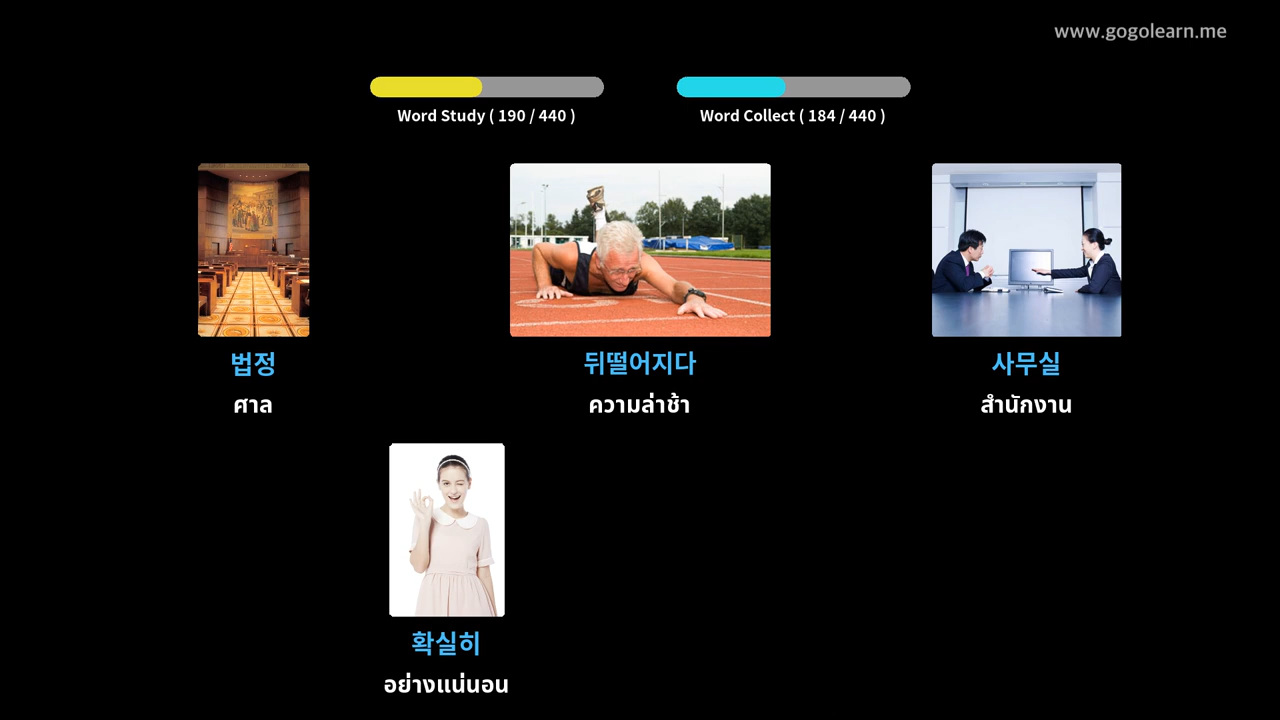 www.gogolearn.me
Word Study ( 190 / 440 )
Word Collect ( 184 / 440 )
법정
뒤떨어지다
사무실
ศาล
ความล่าช้า
สำนักงาน
확실히
อย่างแน่นอน